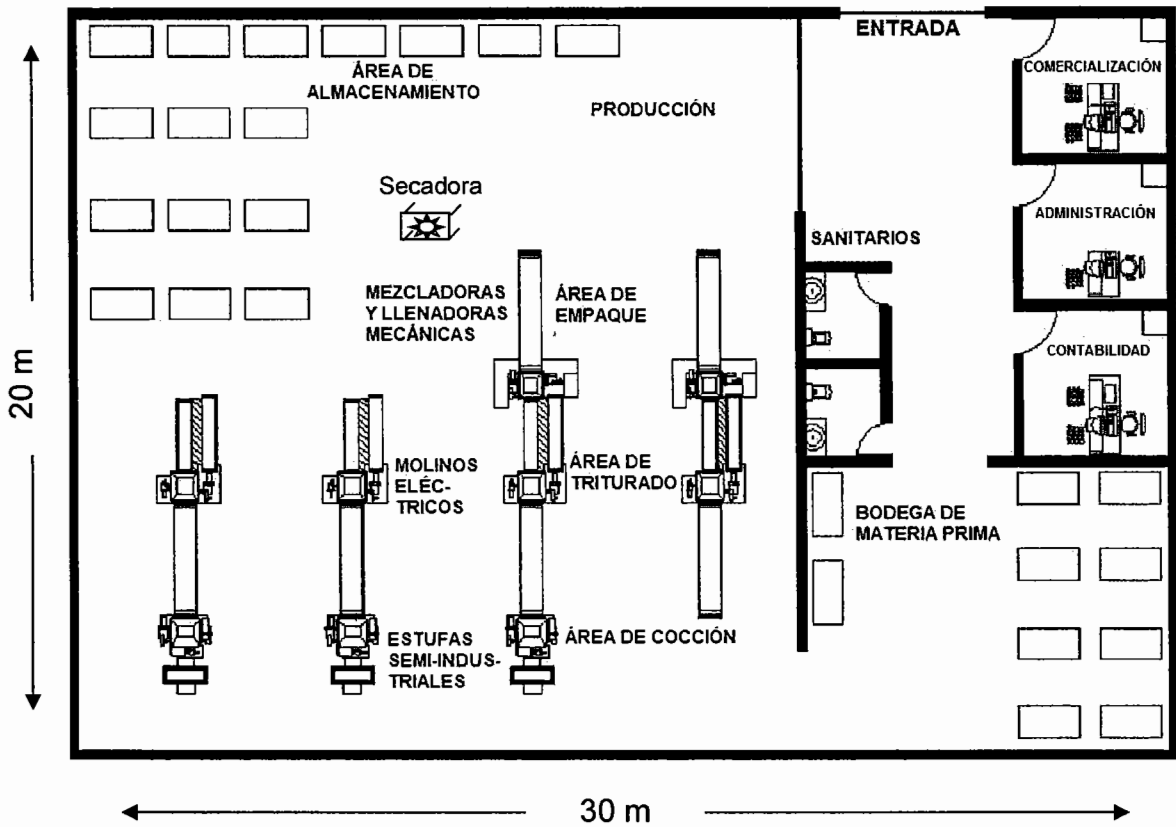 ENTRADA
COMERCIALIZACIÓN
ÁREA DE
ALMACENAMIENTO
PRODUCCIÓN
Secadora
ADMINISTRACIÓN
SANITARIOS
MEZCLADORAS
Y LLENADORAS
MECÁNICAS
ÁREA DE
EMPAQUE
CONTABILIDAD
20 m
MOLINOS
ELÉC-
TRICOS
ÁREA DE
TRITURADO
BODEGA DE
MATERIA PRIMA
ESTUFAS
SEMI-INDUS-
TRIALES
ÁREA DE COCCIÓN
30 m